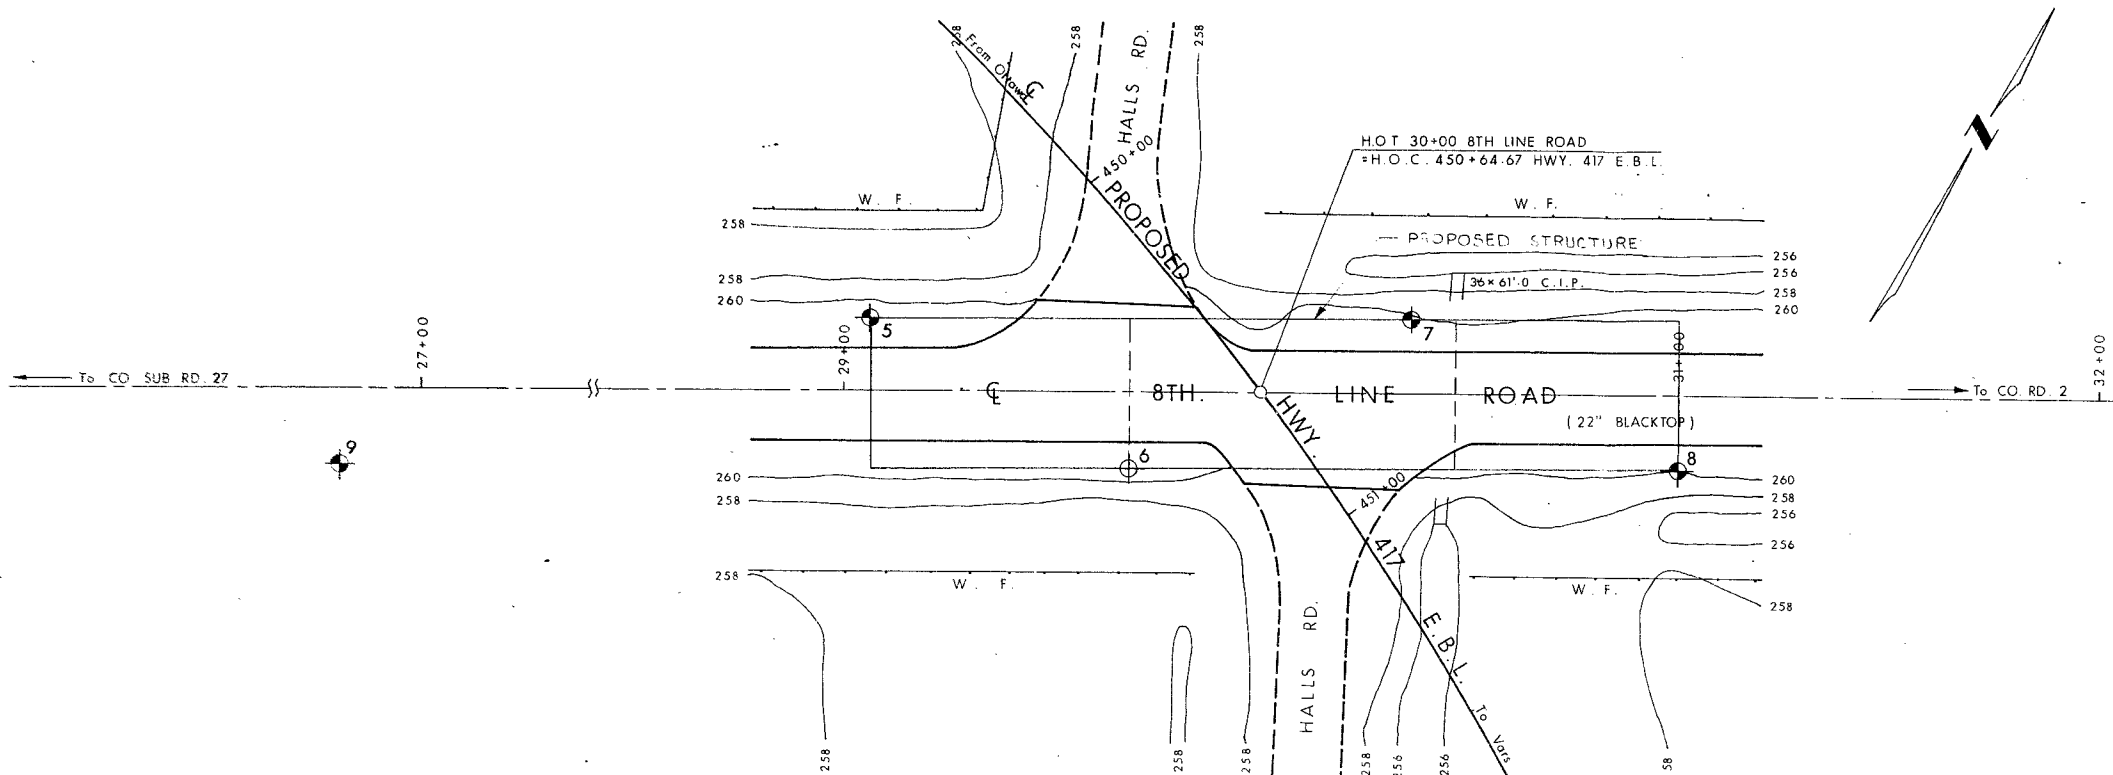 258
From Ottawa
℄
258
HALLS RD.
258
N
450+00
H.O.T 30+00 8TH LINE ROAD
=H.O.C. 450+64.67 HWY. 417 E.B.L.
W. F.
W. F.
258
PROPOSED
PROPOSED STRUCTURE
256
256
258
36 × 61'.0 C.I.P.
258
260
260
5
7
27+00
29+00
31+00
32+00
To CO SUB RD. 27
℄ 8TH. LINE ROAD
To CO. RD. 2
HWY.
(22" BLACKTOP)
9
6
8
260
260
258
258
451+00
256
256
417
258
W. F.
W. F.
258
HALLS RD.
E.B.L.
To Vars
258
258
258
258
256
256
58